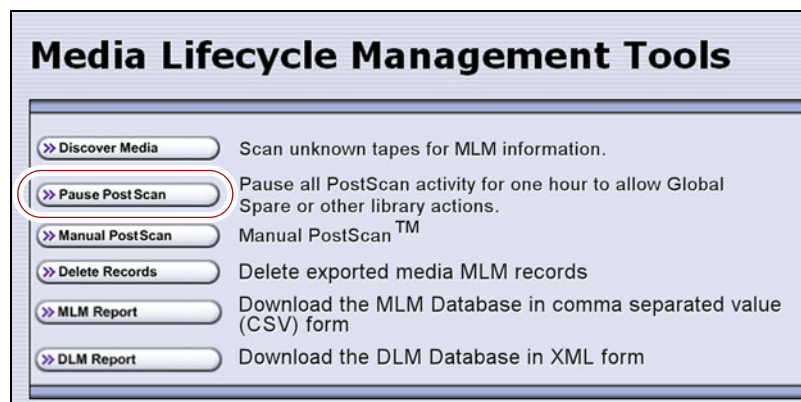 Media Lifecycle Management Tools
>> Discover Media Scan unknown tapes for MLM information.
>> Pause PostScan Pause all PostScan activity for one hour to allow Global
Spare or other library actions.
>> Manual PostScan Manual PostScan™
>> Delete Records Delete exported media MLM records
>> MLM Report Download the MLM Database in comma separated value
(CSV) form
>> DLM Report Download the DLM Database in XML form